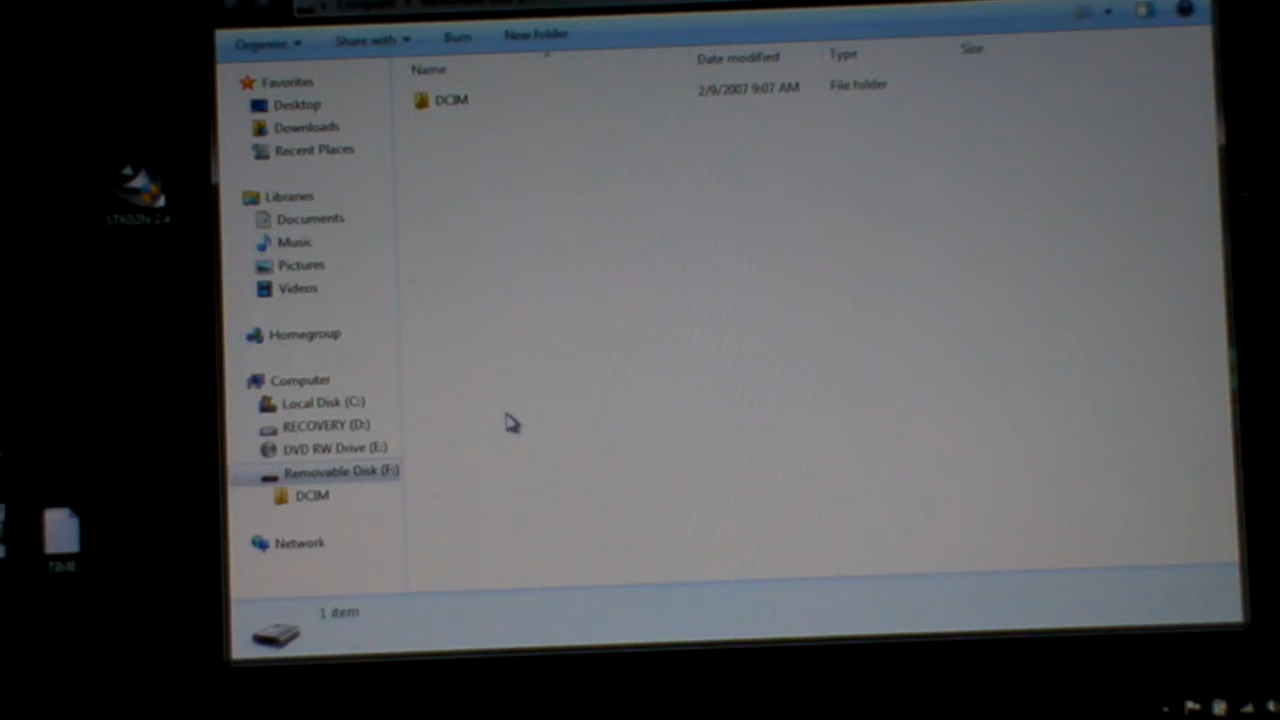 Organize Share with Burn New folder
Favorites
Desktop
Downloads
Recent Places
Libraries
Documents
Music
Pictures
Videos
Homegroup
Computer
Local Disk (C:)
RECOVERY (D:)
DVD RW Drive (E:)
Removable Disk (F:)
DCIM
Network
Name Date modified Type Size
DCIM 2/9/2007 9:07 AM File folder
1 item
TIME